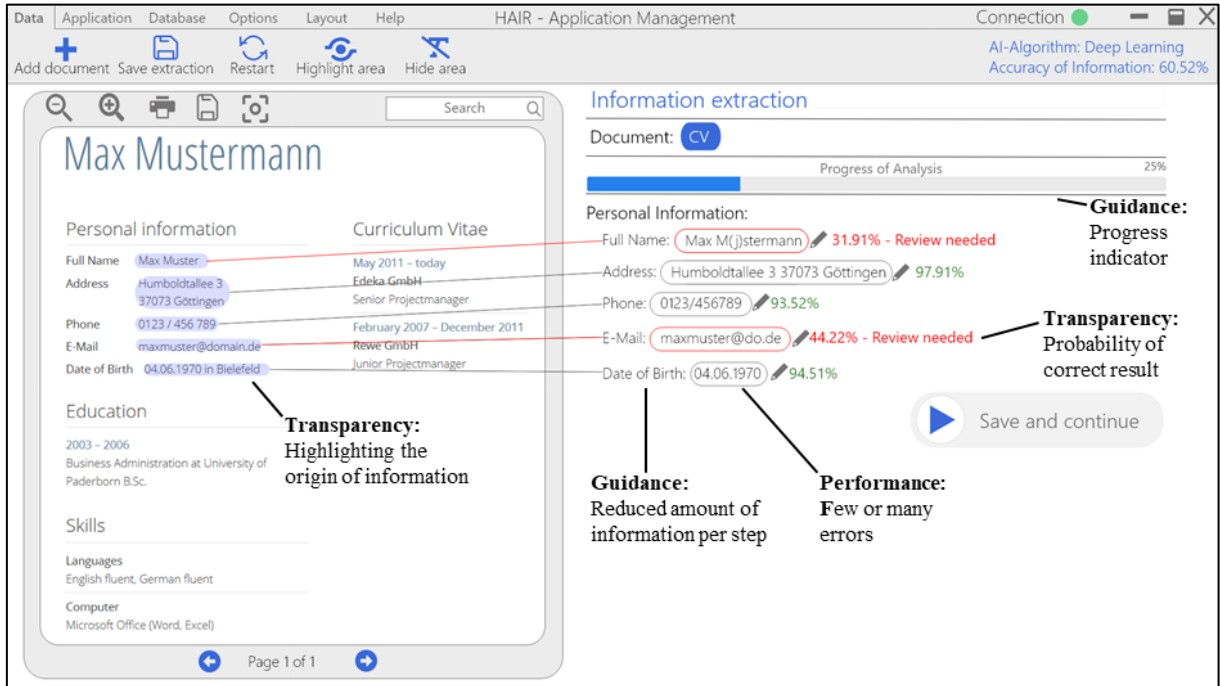 Data Application Database Options Layout Help HAIR - Application Management Connection
Add document Save extraction Restart Highlight area Hide area
AI-Algorithm: Deep Learning
Accuracy of Information: 60.52%
Search
Max Mustermann
Personal information
Full Name Max Muster
Address Humboldtallee 3
37073 Göttingen
Phone 0123 / 456 789
E-Mail maxmuster@domain.de
Date of Birth 04.06.1970 in Bielefeld
Curriculum Vitae
May 2011 – today
Edeka GmbH
Senior Projectmanager
February 2007 – December 2011
Rewe GmbH
Junior Projectmanager
Education
2003 – 2006
Business Administration at University of
Paderborn B.Sc.
Skills
Languages
English fluent, German fluent
Computer
Microsoft Office (Word, Excel)
Page 1 of 1
Transparency:
Highlighting the
origin of information
Information extraction
Document: CV
Progress of Analysis 25%
Guidance:
Progress
indicator
Personal Information:
Full Name: Max M(j)stermann 31.91% - Review needed
Address: Humboldtallee 3 37073 Göttingen 97.91%
Phone: 0123/456789 93.52%
E-Mail: maxmuster@do.de 44.22% - Review needed
Date of Birth: 04.06.1970 94.51%
Transparency:
Probability of
correct result
Save and continue
Guidance:
Reduced amount of
information per step
Performance:
Few or many
errors